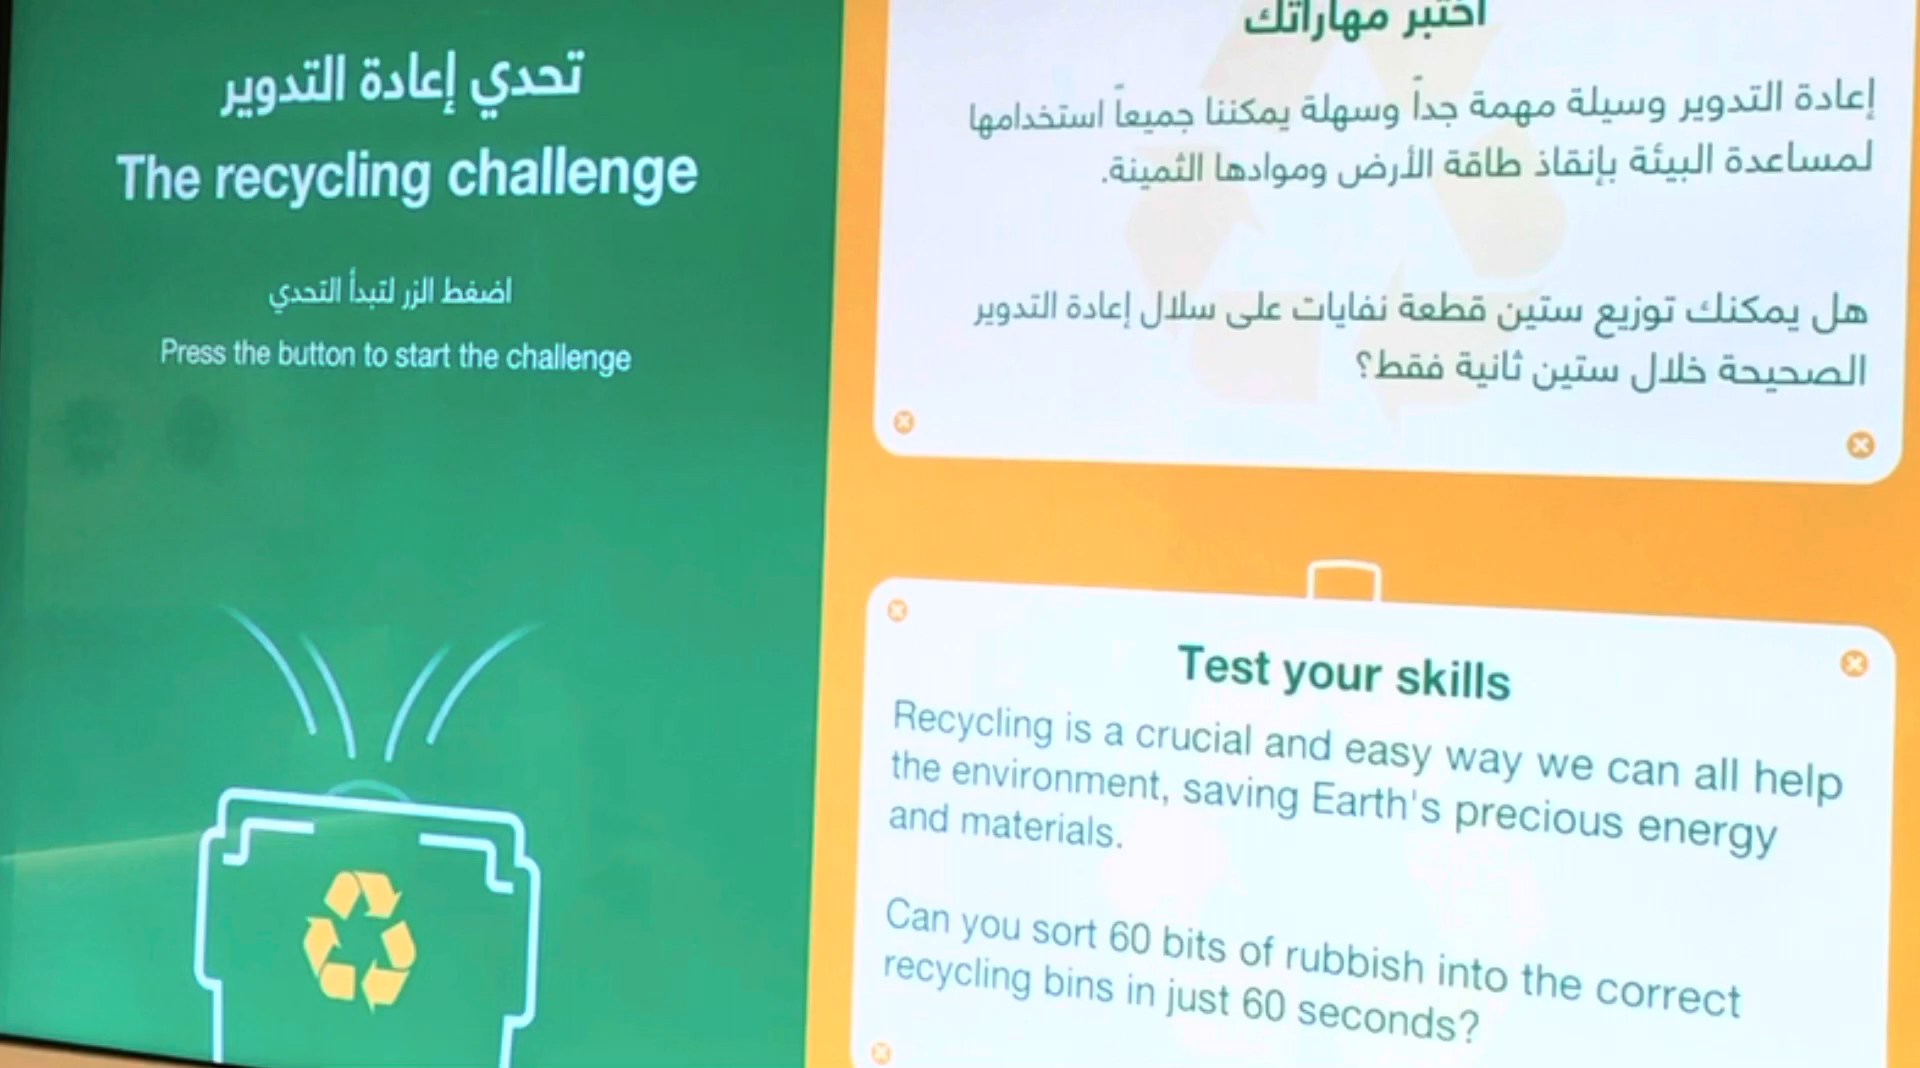 تحدي إعادة التدوير
The recycling challenge
اضغط الزر لتبدأ التحدي
Press the button to start the challenge
اختبر مهاراتك
إعادة التدوير وسيلة مهمة جداً وسهلة يمكننا جميعاً استخدامها
لمساعدة البيئة بإنقاذ طاقة الأرض وموادها الثمينة.
هل يمكنك توزيع ستين قطعة نفايات على سلال إعادة التدوير
الصحيحة خلال ستين ثانية فقط؟
Test your skills
Recycling is a crucial and easy way we can all help
the environment, saving Earth's precious energy
and materials.
Can you sort 60 bits of rubbish into the correct
recycling bins in just 60 seconds?